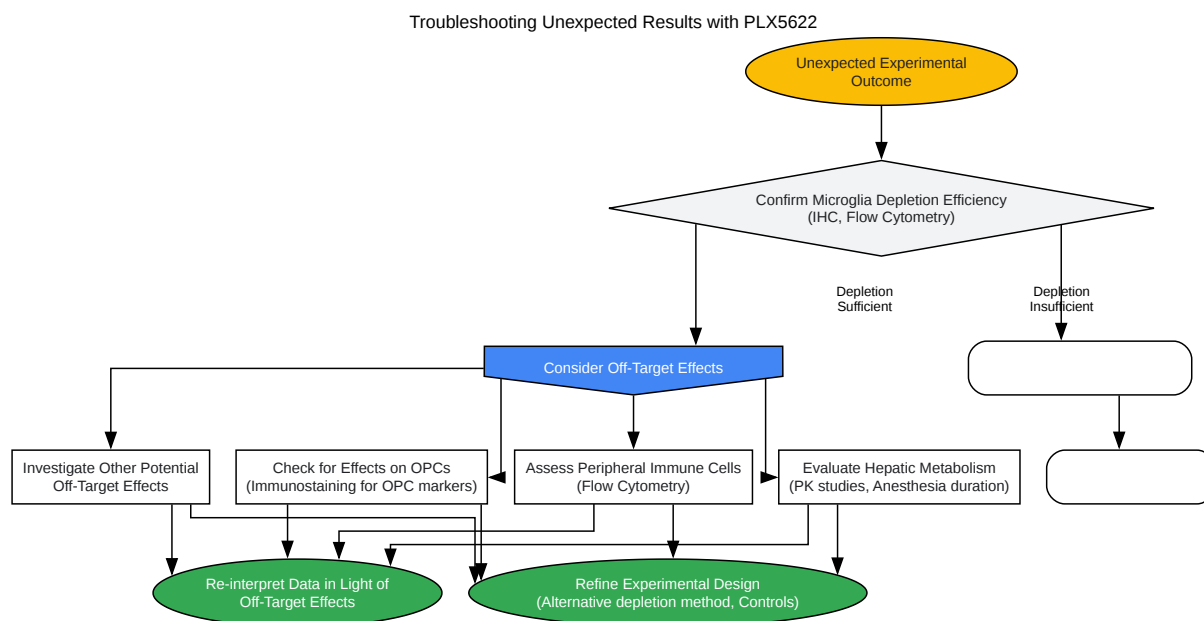 Troubleshooting Unexpected Results with PLX5622
Unexpected Experimental
Outcome
Confirm Microglia Depletion Efficiency
(IHC, Flow Cytometry)
Depletion
Sufficient
Depletion
Insufficient
Consider Off-Target Effects
Investigate Other Potential
Off-Target Effects
Check for Effects on OPCs
(Immunostaining for OPC markers)
Assess Peripheral Immune Cells
(Flow Cytometry)
Evaluate Hepatic Metabolism
(PK studies, Anesthesia duration)
Re-interpret Data in Light of
Off-Target Effects
Refine Experimental Design
(Alternative depletion method, Controls)